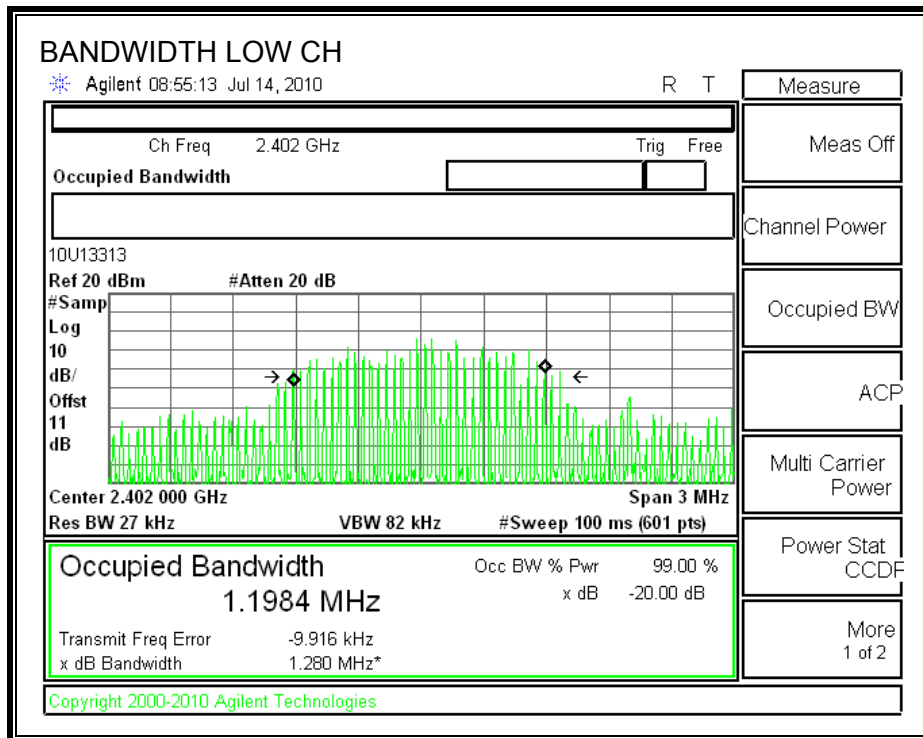 BANDWIDTH LOW CH
Agilent 08:55:13 Jul 14, 2010 R T
Measure
Ch Freq 2.402 GHz Trig Free
Occupied Bandwidth
Meas Off
Channel Power
10U13313
Ref 20 dBm #Atten 20 dB
#Samp
Log
10
dB/
Offst
11
dB
Occupied BW
ACP
Multi Carrier
Power
Center 2.402 000 GHz Span 3 MHz
Res BW 27 kHz VBW 82 kHz #Sweep 100 ms (601 pts)
Power Stat
CCDF
Occupied Bandwidth Occ BW % Pwr 99.00 %
1.1984 MHz x dB -20.00 dB
Transmit Freq Error -9.916 kHz
x dB Bandwidth 1.280 MHz*
More
1 of 2
Copyright 2000-2010 Agilent Technologies